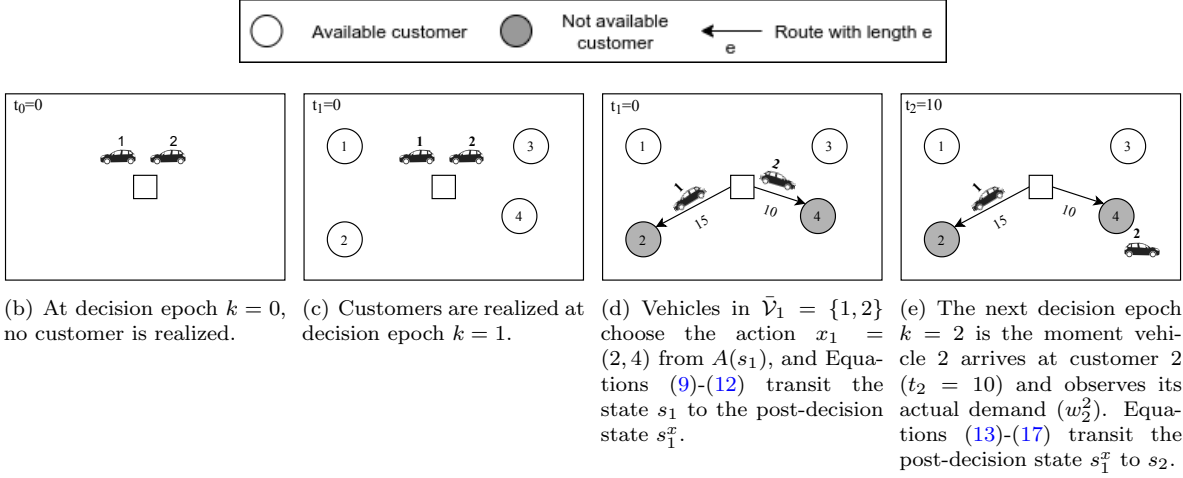 Available customer
Not available
customer
e
Route with length e
t₀=0
1 2
t₁=0
1
1 2
3
4
2
t₁=0
1
3
2
1
10
4
15
2
t₂=10
1
3
1
10
4
15
2
2
(b) At decision epoch k = 0,
no customer is realized.
(c) Customers are realized at
decision epoch k = 1.
(d) Vehicles in V̄₁ = {1, 2}
choose the action x₁ =
(2, 4) from A(s₁), and Equa-
tions (9)-(12) transit the
state s₁ to the post-decision
state s₁ˣ.
(e) The next decision epoch
k = 2 is the moment vehi-
cle 2 arrives at customer 2
(t₂ = 10) and observes its
actual demand (w₂²). Equa-
tions (13)-(17) transit the
post-decision state s₁ˣ to s₂.